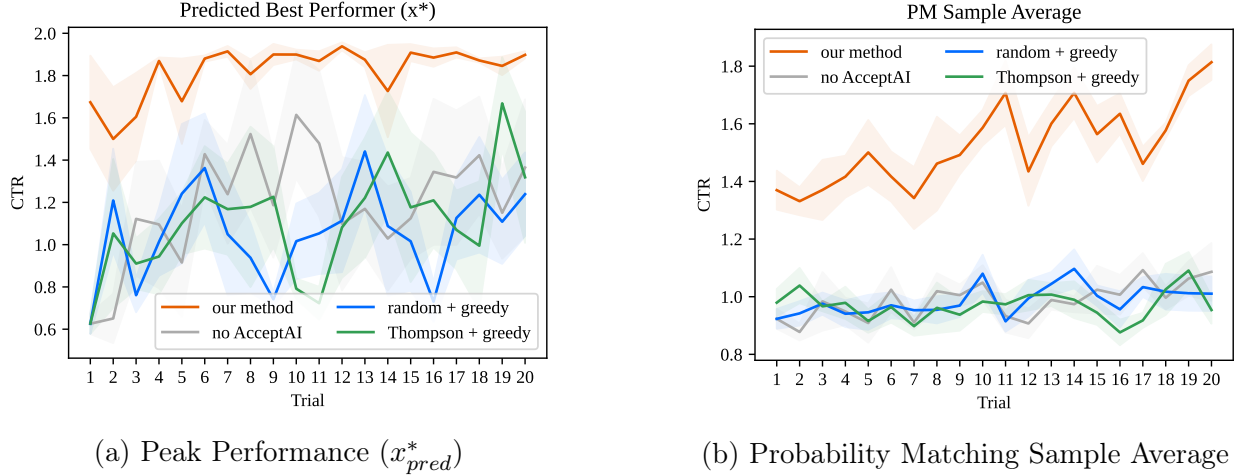 Predicted Best Performer (x*)
2.0
1.8
1.6
1.4
1.2
1.0
0.8
0.6
CTR
our method
no AcceptAI
random + greedy
Thompson + greedy
1 2 3 4 5 6 7 8 9 10 11 12 13 14 15 16 17 18 19 20
Trial
(a) Peak Performance (x*pred)
PM Sample Average
1.8
1.6
1.4
1.2
1.0
0.8
CTR
our method
no AcceptAI
random + greedy
Thompson + greedy
1 2 3 4 5 6 7 8 9 10 11 12 13 14 15 16 17 18 19 20
Trial
(b) Probability Matching Sample Average